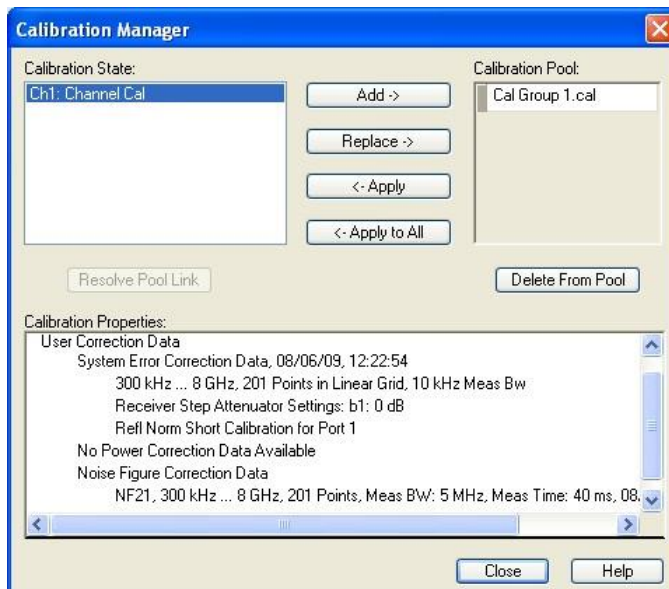 Calibration Manager
Calibration State:
Calibration Pool:
Ch1: Channel Cal
Add ->
Cal Group 1.cal
Replace ->
<- Apply
<- Apply to All
Resolve Pool Link
Delete From Pool
Calibration Properties:
User Correction Data
System Error Correction Data, 08/06/09, 12:22:54
300 kHz ... 8 GHz, 201 Points in Linear Grid, 10 kHz Meas Bw
Receiver Step Attenuator Settings: b1: 0 dB
Refl Norm Short Calibration for Port 1
No Power Correction Data Available
Noise Figure Correction Data
NF21, 300 kHz ... 8 GHz, 201 Points, Meas BW: 5 MHz, Meas Time: 40 ms, 08.
Close
Help